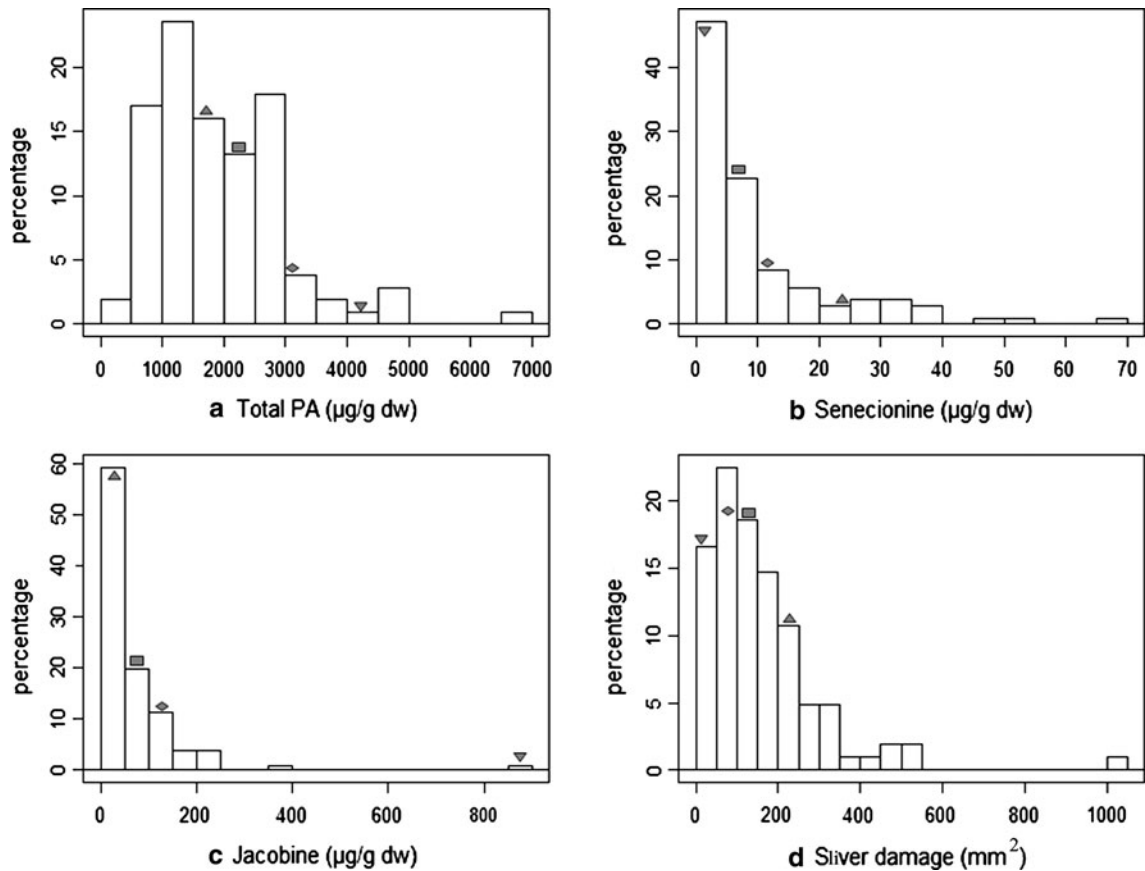 percentage
20
15
10
5
0
0 1000 2000 3000 4000 5000 6000 7000
a Total PA (µg/g dw)
percentage
40
30
20
10
0
0 10 20 30 40 50 60 70
b Senecionine (µg/g dw)
percentage
60
50
40
30
20
10
0
0 200 400 600 800
c Jacobine (µg/g dw)
percentage
20
15
10
5
0
0 200 400 600 800 1000
d Sliver damage (mm²)